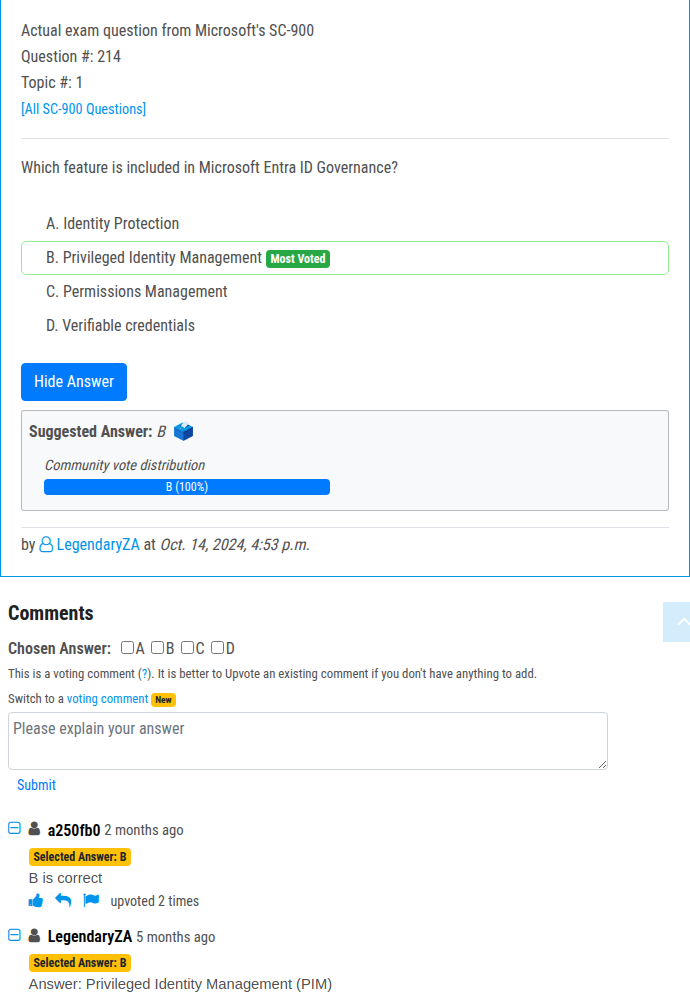 Actual exam question from Microsoft's SC-900
Question #: 214
Topic #: 1
[All SC-900 Questions]
Which feature is included in Microsoft Entra ID Governance?
A. Identity Protection
B. Privileged Identity Management Most Voted
C. Permissions Management
D. Verifiable credentials
Hide Answer
Suggested Answer: B
Community vote distribution
B (100%)
by LegendaryZA at Oct. 14, 2024, 4:53 p.m.
Comments
Chosen Answer: A B C D
This is a voting comment (?). It is better to Upvote an existing comment if you don't have anything to add.
Switch to a voting comment New
Please explain your answer
Submit
a250fb0 2 months ago
Selected Answer: B
B is correct
upvoted 2 times
LegendaryZA 5 months ago
Selected Answer: B
Answer: Privileged Identity Management (PIM)